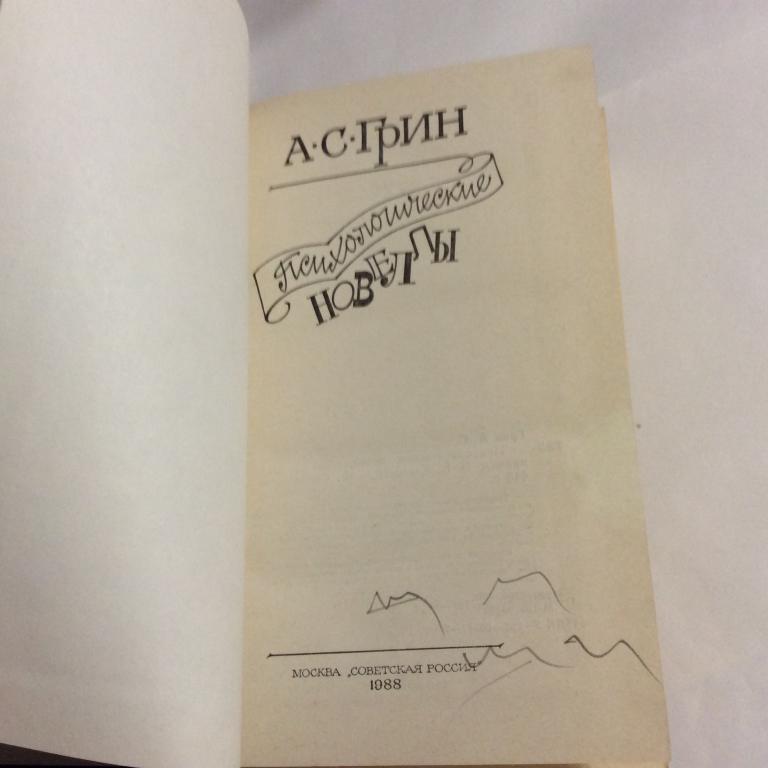 А·С·ГРИН
Психологические
НОВЕЛЛЫ
МОСКВА „СОВЕТСКАЯ РОССИЯ"
1988